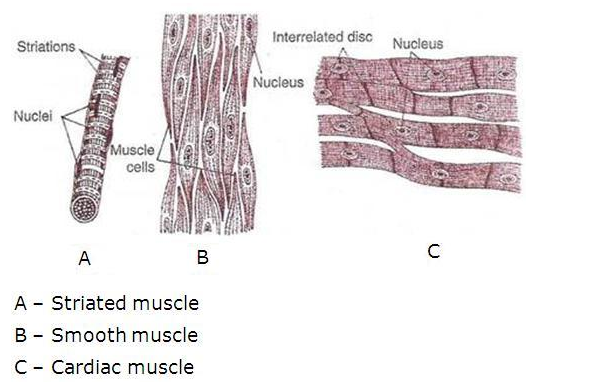 Striations
Nuclei
Muscle
cells
Nucleus
Interrelated disc
Nucleus
A
B
C
A – Striated muscle
B – Smooth muscle
C – Cardiac muscle